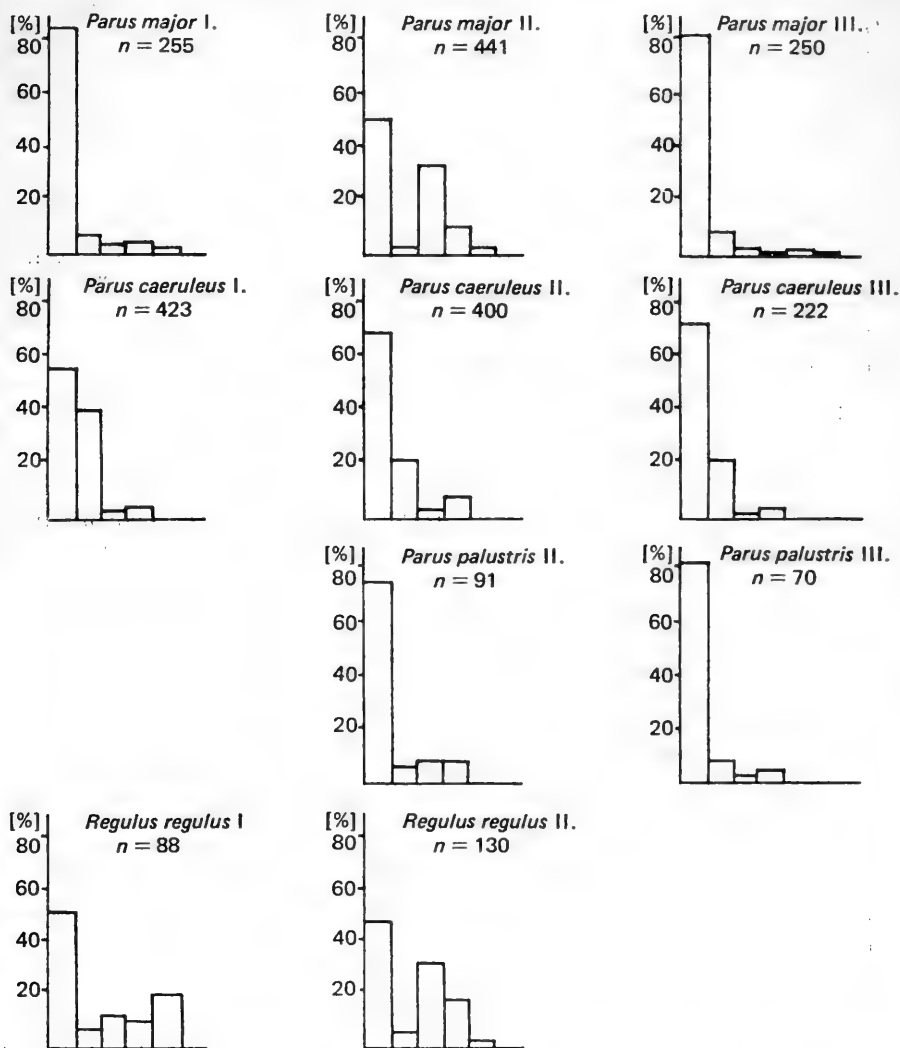 [%] Parus major I.
n = 255
80
60
40
20
[%] Parus major II.
n = 441
80
60
40
20
[%] Parus major III.
n = 250
80
60
40
20
[%] Parus caeruleus I.
n = 423
80
60
40
20
[%] Parus caeruleus II.
n = 400
80
60
40
20
[%] Parus caeruleus III.
n = 222
80
60
40
20
[%] Parus palustris II.
n = 91
80
60
40
20
[%] Parus palustris III.
n = 70
80
60
40
20
[%] Regulus regulus I
n = 88
80
60
40
20
[%] Regulus regulus II.
n = 130
80
60
40
20